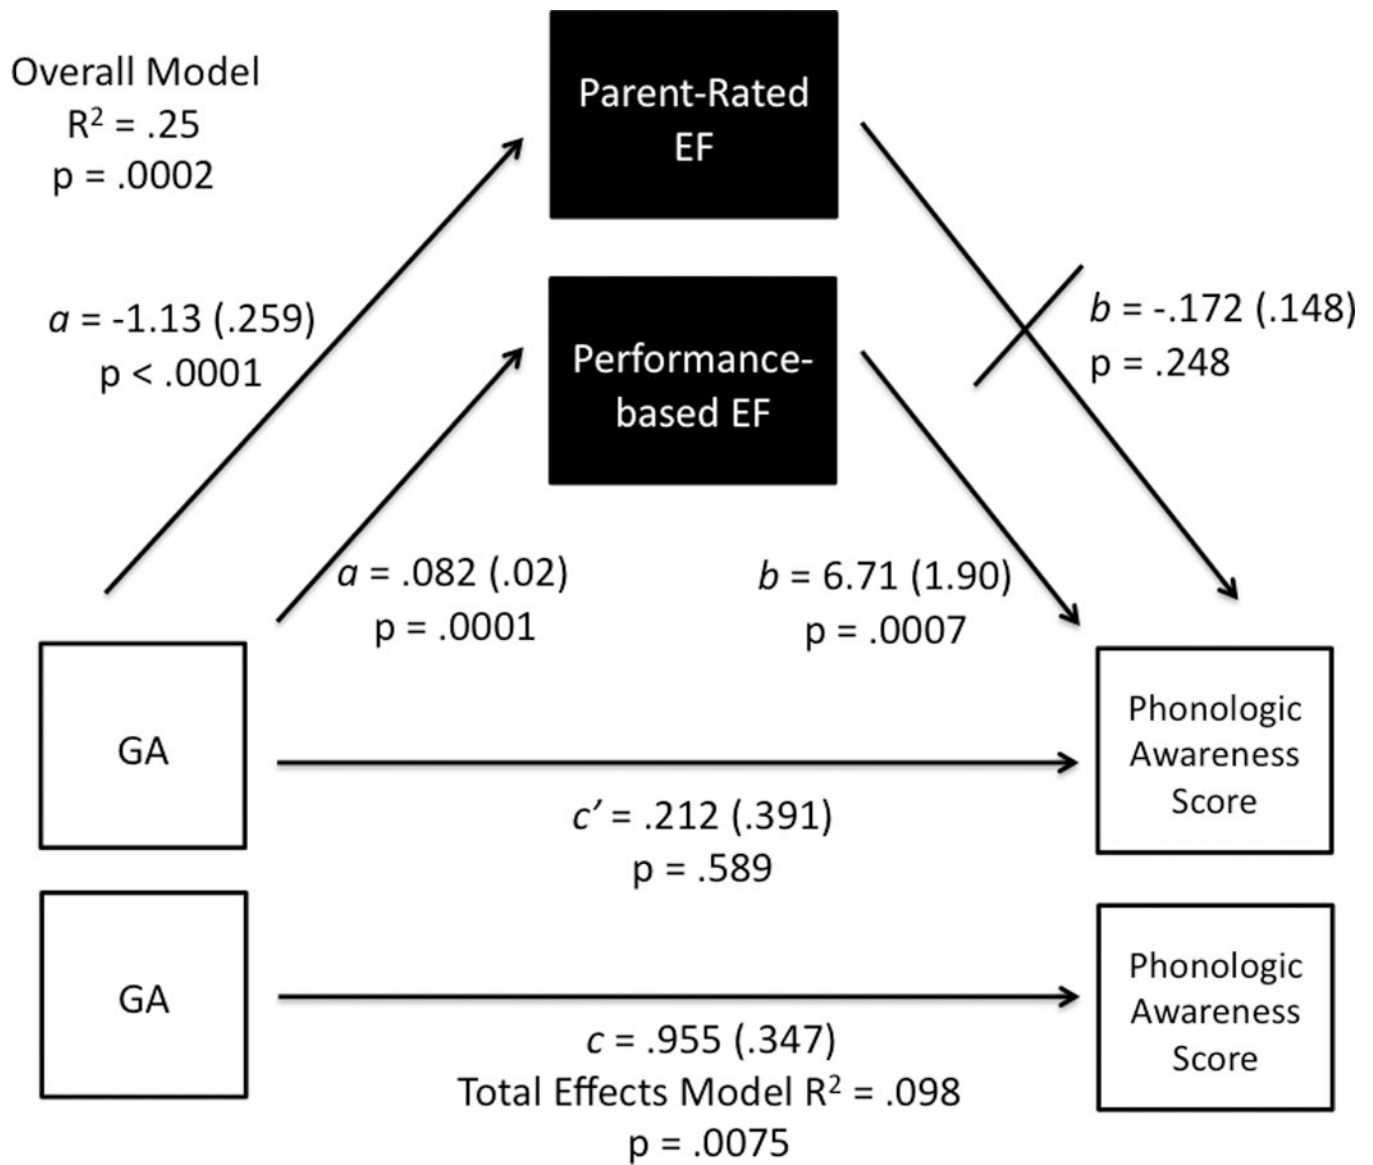 Overall Model
R² = .25
p = .0002
Parent-Rated
EF
a = -1.13 (.259)
p < .0001
Performance-
based EF
b = -.172 (.148)
p = .248
a = .082 (.02)
p = .0001
b = 6.71 (1.90)
p = .0007
GA
Phonologic
Awareness
Score
c′ = .212 (.391)
p = .589
GA
Phonologic
Awareness
Score
c = .955 (.347)
Total Effects Model R² = .098
p = .0075